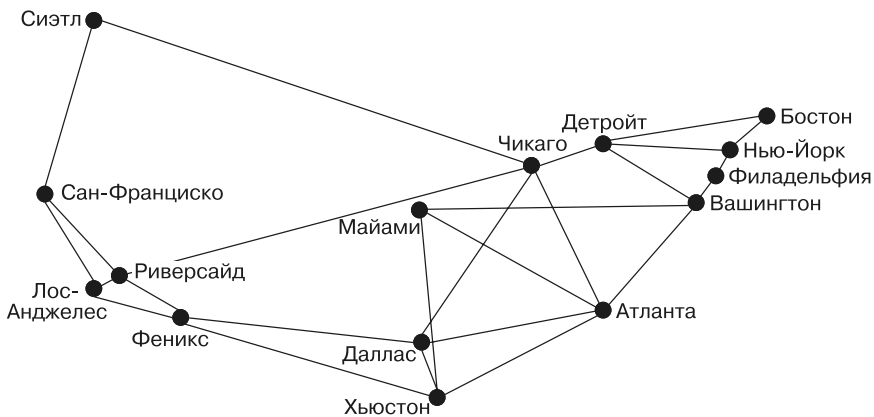 Сиэтл
Бостон
Детройт
Чикаго
Нью-Йорк
Филадельфия
Сан-Франциско
Вашингтон
Майами
Риверсайд
Лос-
Анджелес
Атланта
Феникс
Даллас
Хьюстон